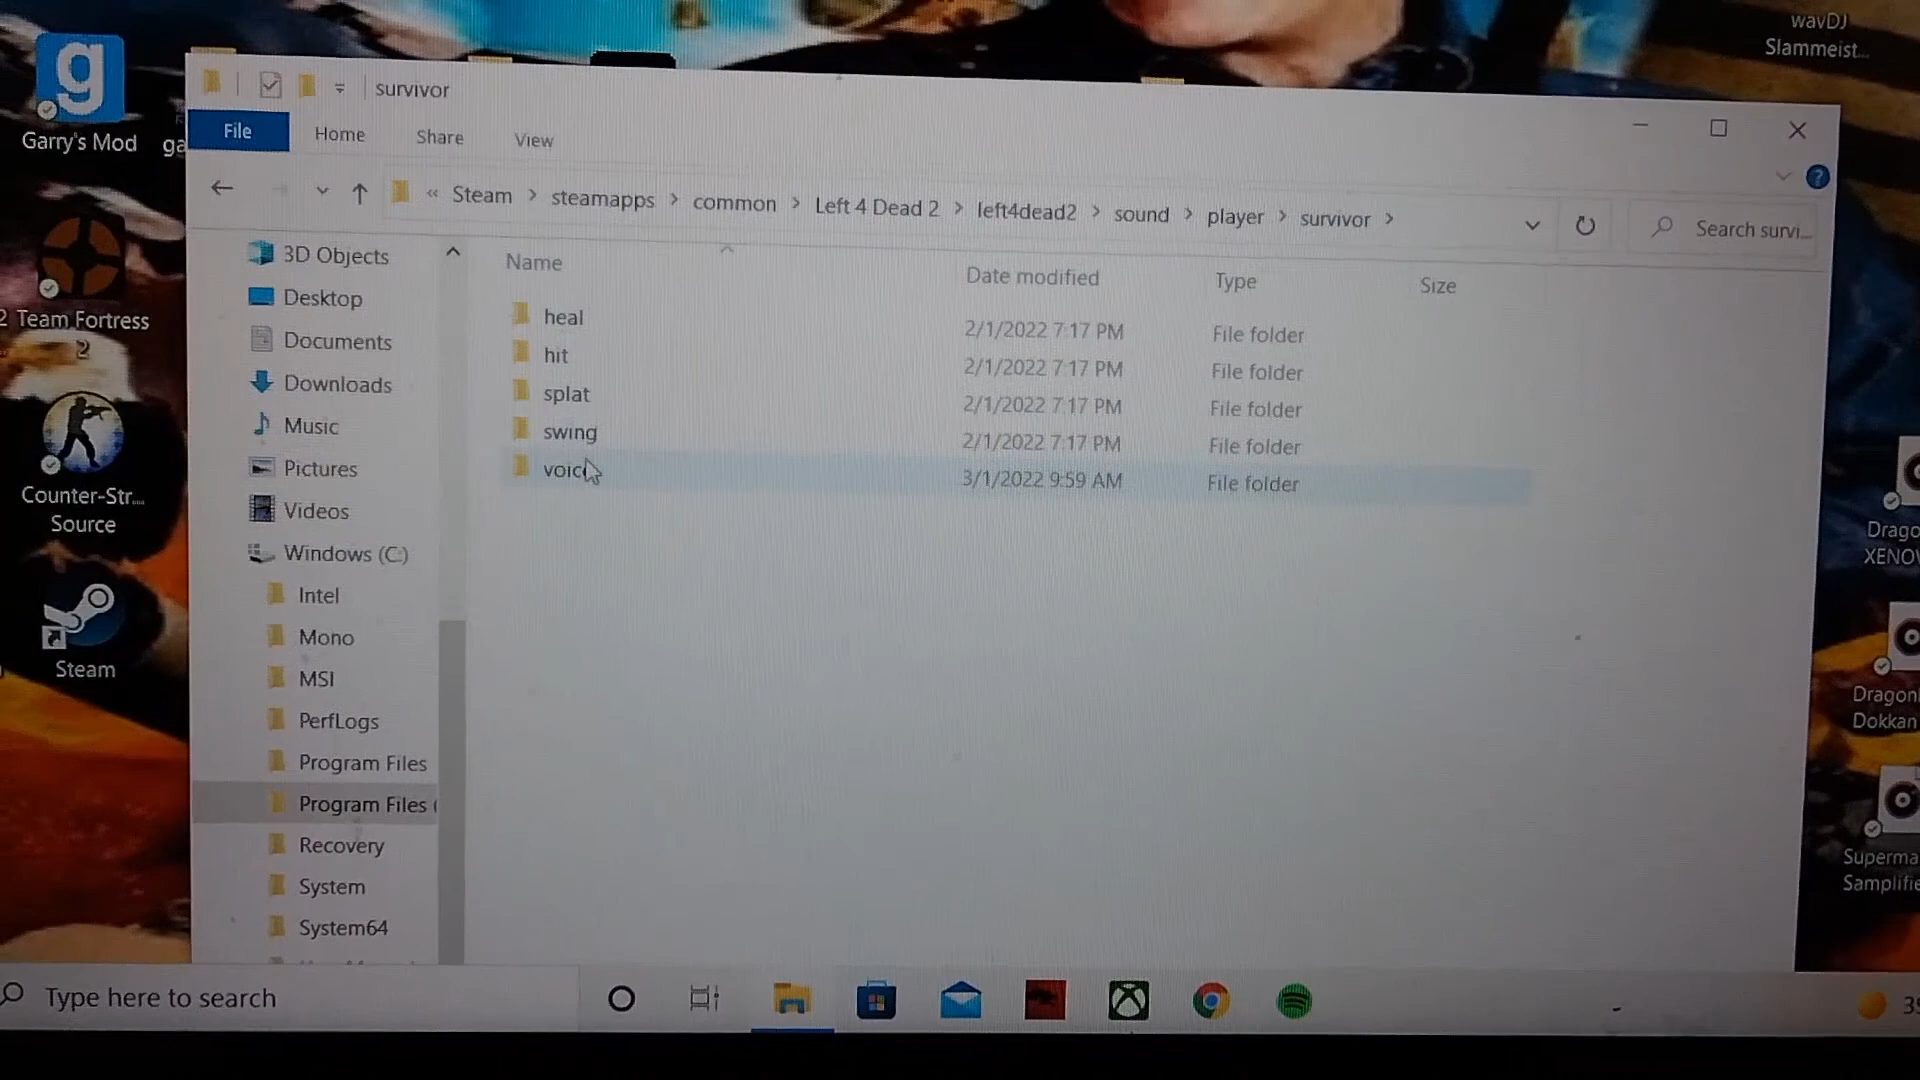 wavDJ
Slammeist...
Garry's Mod
ga
survivor
File
Home
Share
View
« Steam > steamapps > common > Left 4 Dead 2 > left4dead2 > sound > player > survivor >
Search survi...
Name
Date modified
Type
Size
heal
2/1/2022 7:17 PM
File folder
hit
2/1/2022 7:17 PM
File folder
splat
2/1/2022 7:17 PM
File folder
swing
2/1/2022 7:17 PM
File folder
voic
3/1/2022 9:59 AM
File folder
3D Objects
Desktop
Documents
Downloads
Music
Pictures
Videos
Windows (C:)
Intel
Mono
MSI
PerfLogs
Program Files
Program Files (
Recovery
System
System64
2 Team Fortress
2
Counter-Str...
Source
Steam
Drago
XENOV
Dragon
Dokkan
Superma
Samplifie
Type here to search